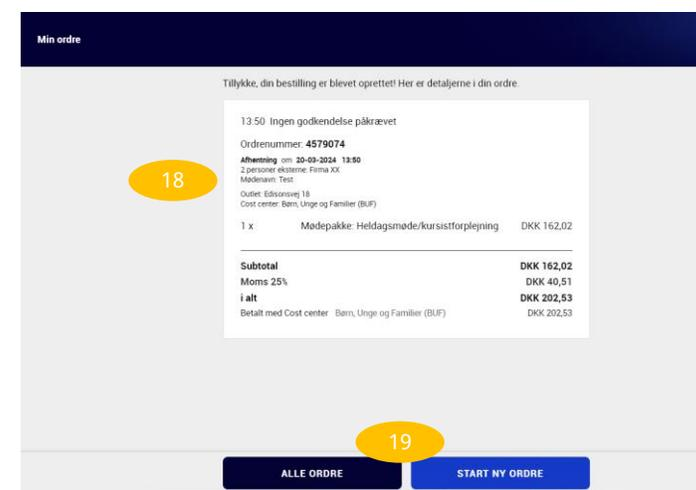 Min ordre
Tillykke, din bestilling er blevet oprettet! Her er detaljerne i din ordre.
13:50 Ingen godkendelse påkrævet
Ordrenummer: 4579074
Afhentning om 20-03-2024 13:50
2 personer eksterne: Firma XX
Mødenavn: Test
18
Outlet: Edisonsvej 18
Cost center: Børn, Unge og Familier (BUF)
1 x Mødepakke: Heldagsmøde/kursistforplejning DKK 162,02
Subtotal DKK 162,02
Moms 25% DKK 40,51
i alt DKK 202,53
Betalt med Cost center Børn, Unge og Familier (BUF) DKK 202,53
19
ALLE ORDRE START NY ORDRE